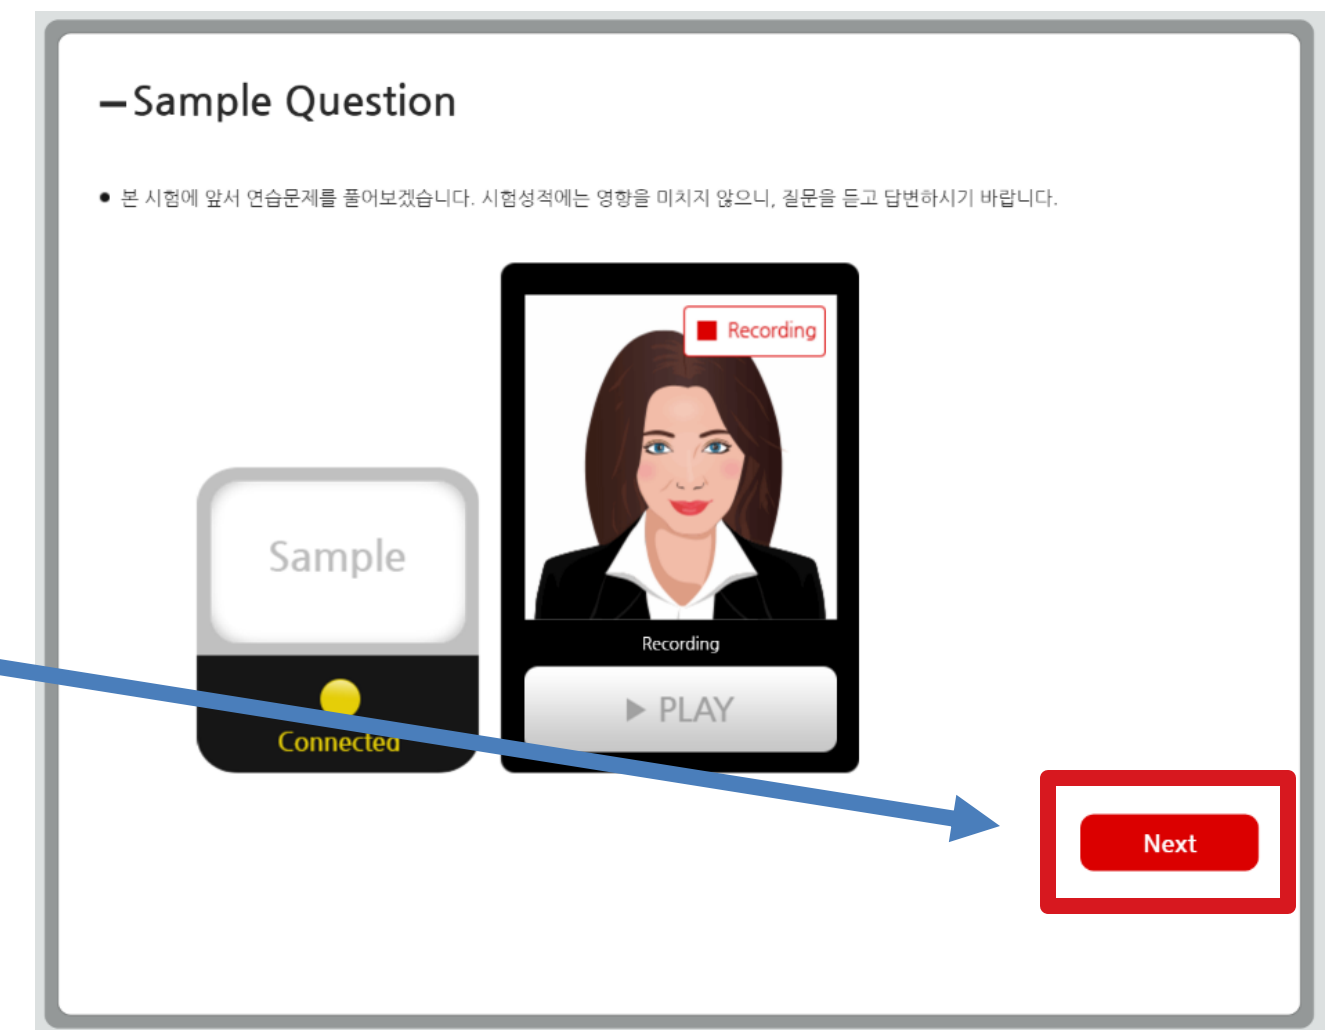 Sample Question
본 시험에 앞서 연습문제를 풀어보겠습니다. 시험성적에는 영향을 미치지 않으니, 질문을 듣고 답변하시기 바랍니다.
Recording
Sample
Recording
PLAY
Connected
Next